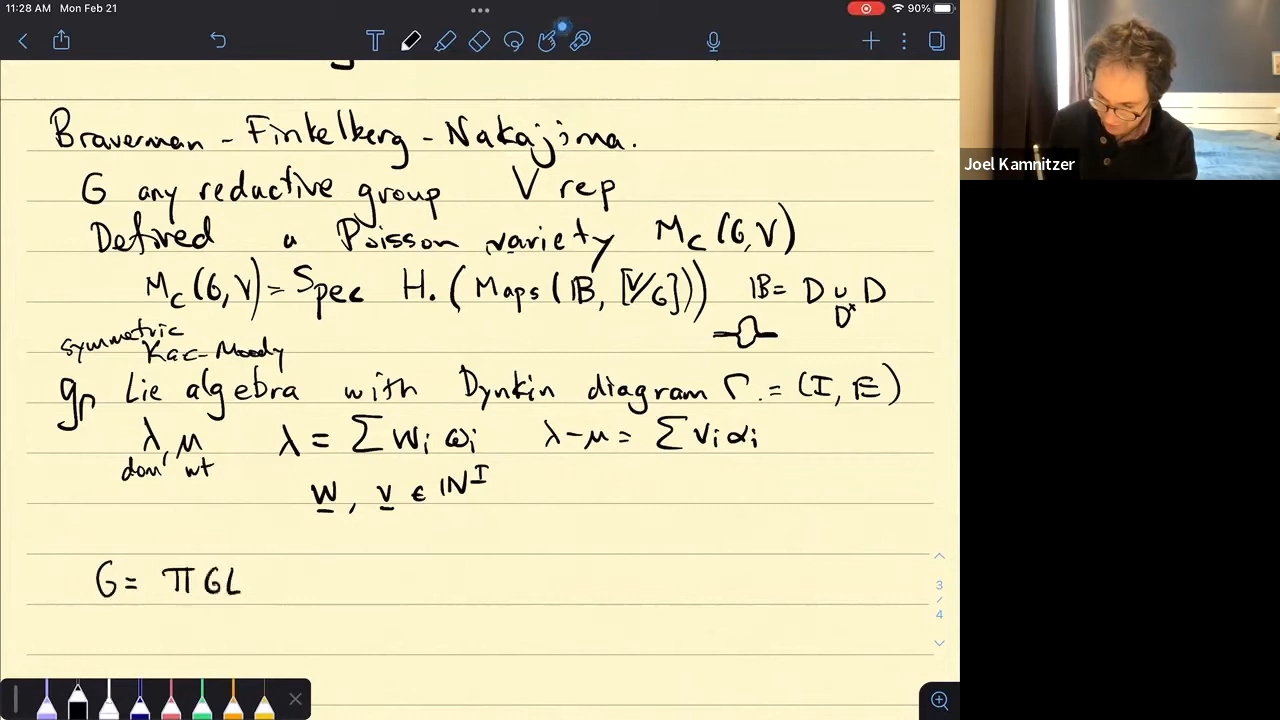 11:28 AM Mon Feb 21
90%
Braverman - Finkelberg - Nakajima.
G any reductive group V rep
Defined a Poisson variety M_C(G,V)
M_C(G,V) = Spec H.(Maps(B, [V/G])) B = D ∪_{D^x} D
symmetric
Kac-Moody
g_Γ Lie algebra with Dynkin diagram Γ. = (I, E)
λ, μ λ = Σ w_i ω_i λ-μ = Σ v_i α_i
dom' wt
w, v ∈ ℕ^I
G = π GL
3
/
4
Joel Kamnitzer